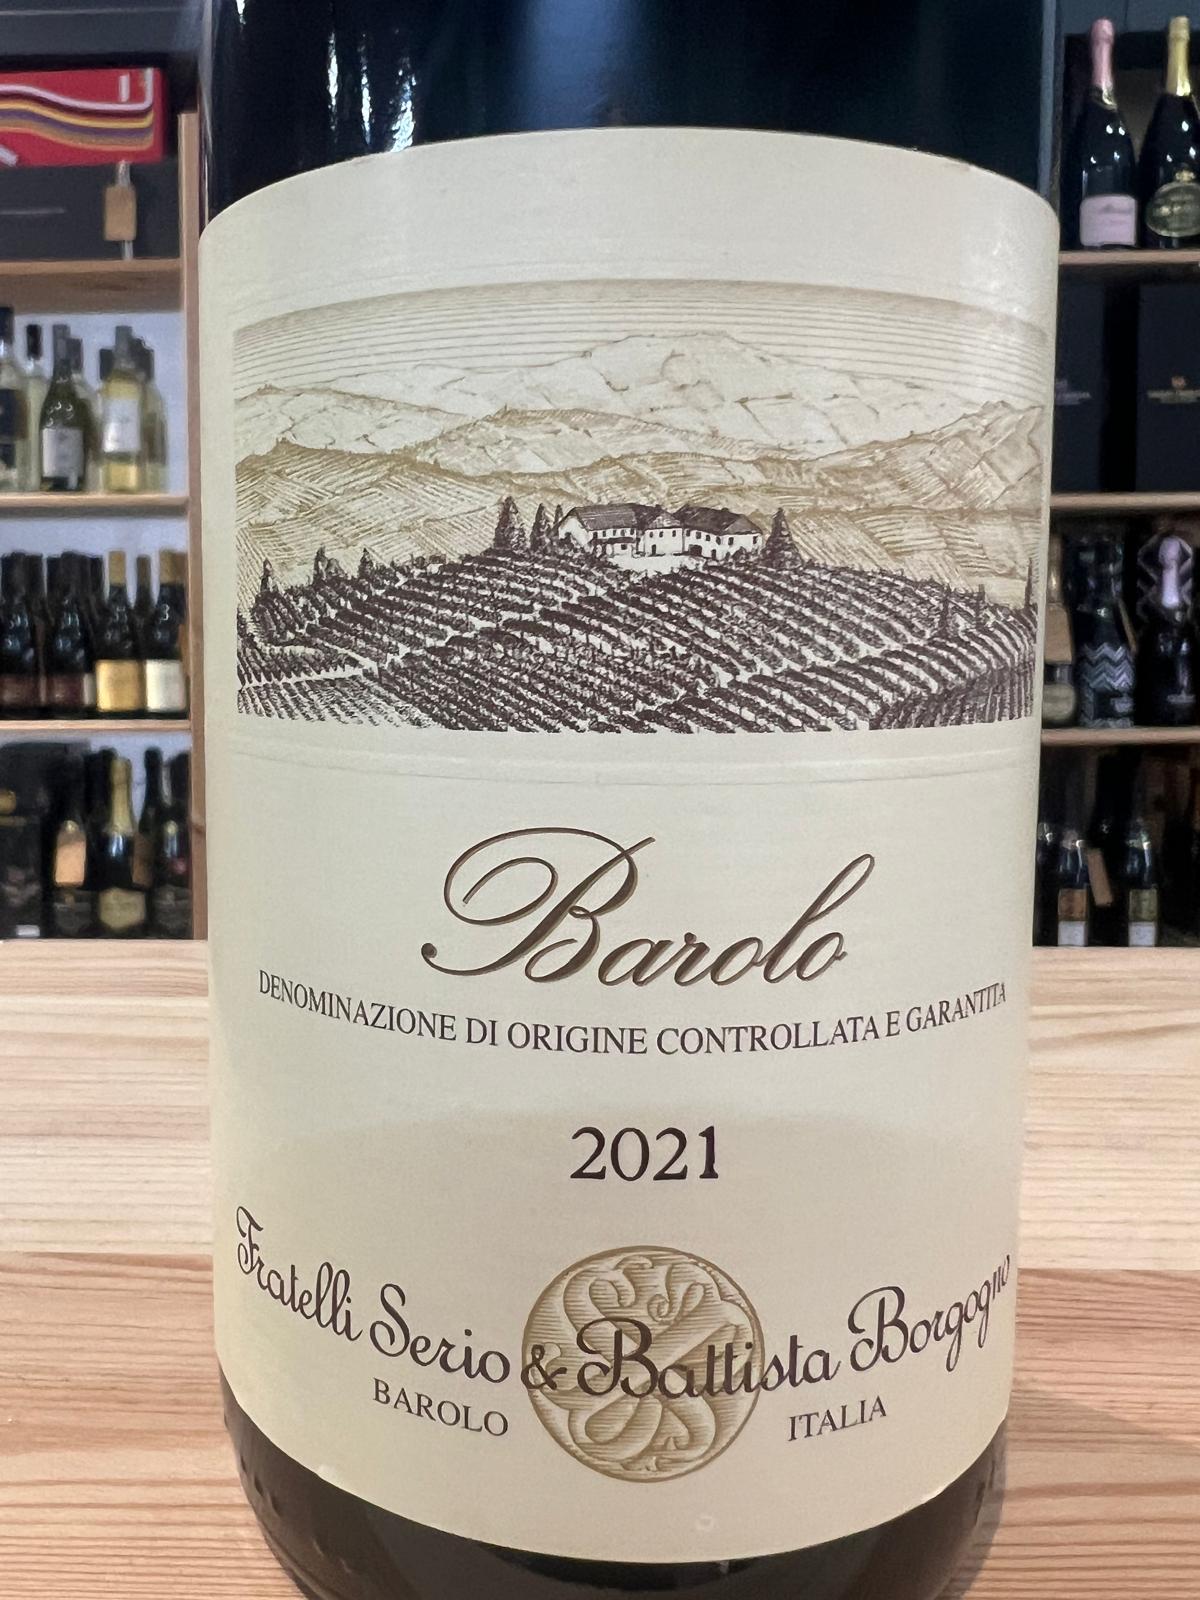 Barolo
DENOMINAZIONE DI ORIGINE CONTROLLATA E GARANTITA
2021
Fratelli Serio & Battista Borgogno
BAROLO ITALIA